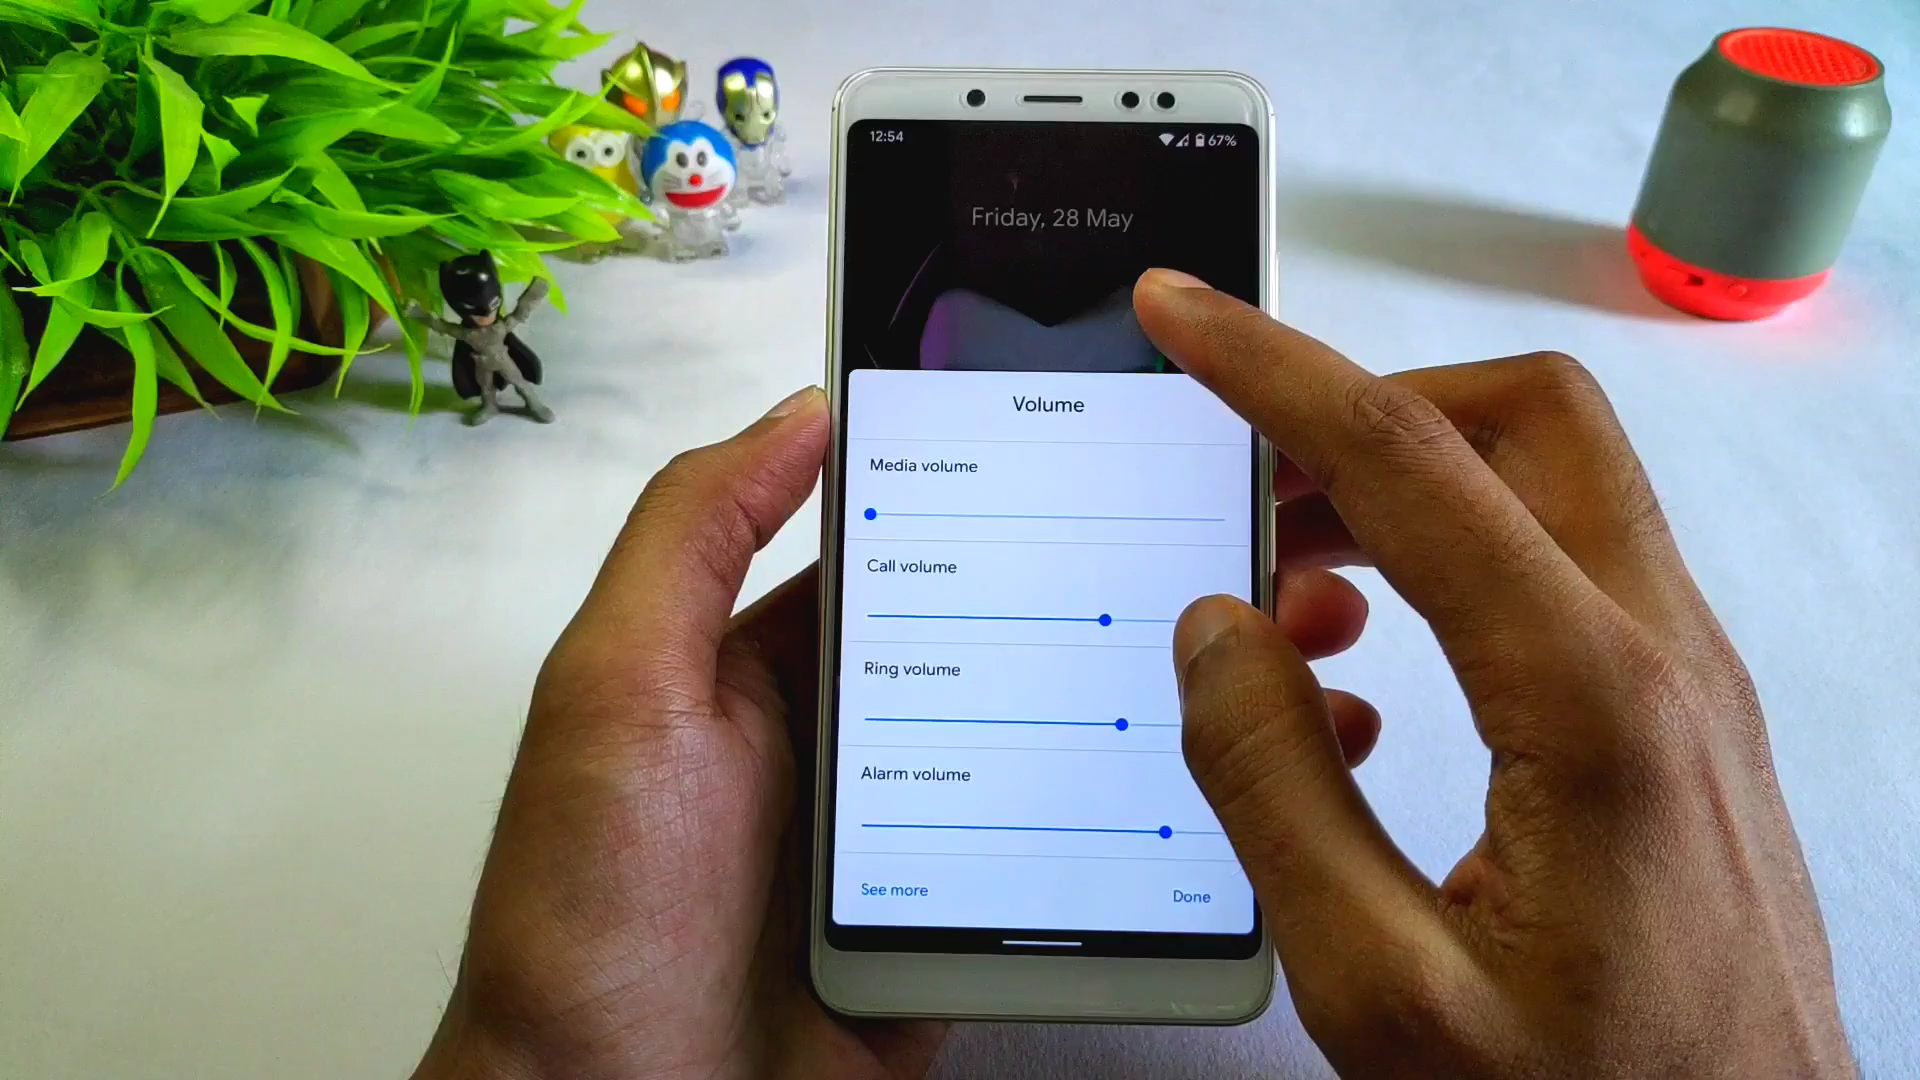 12:54
67%
Friday, 28 May
Volume
Media volume
Call volume
Ring volume
Alarm volume
See more
Done